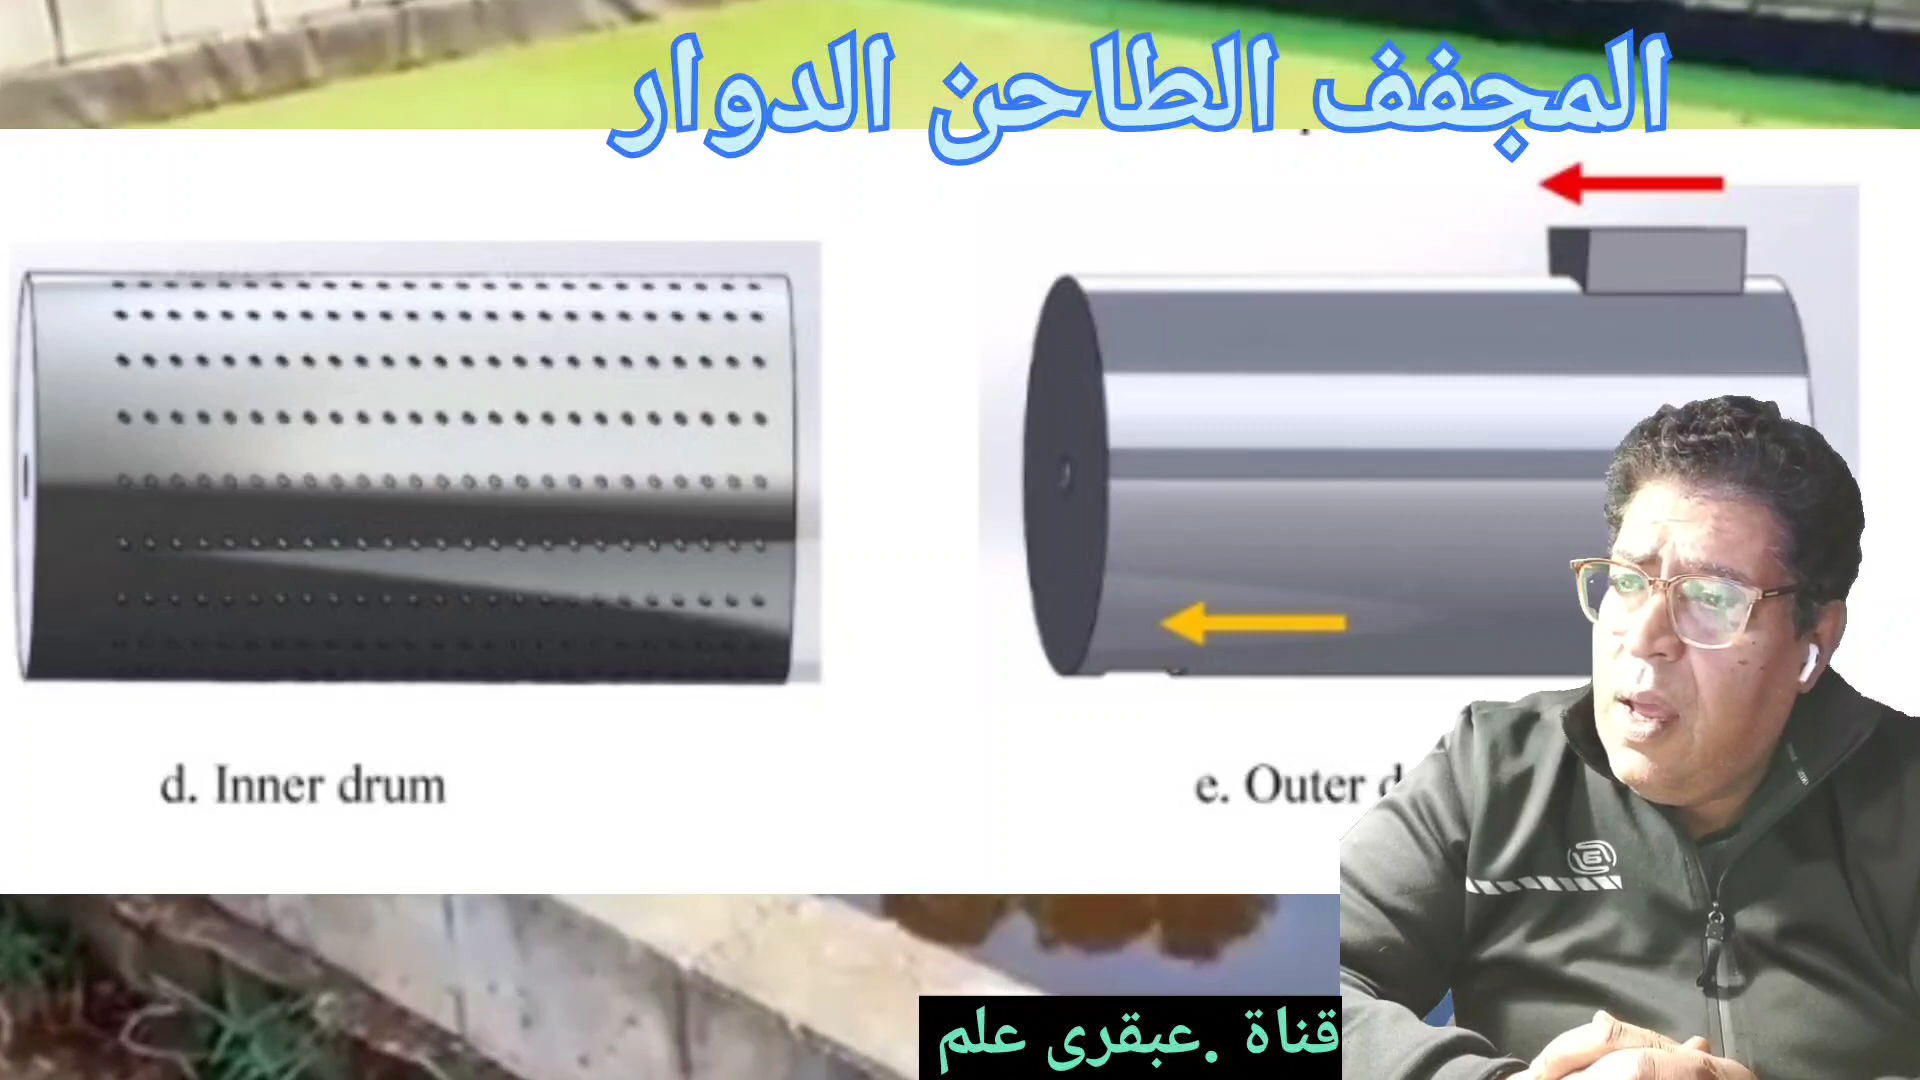 المجفف الطاحن الدوار
d. Inner drum
e. Outer
قناة .عبقرى علم